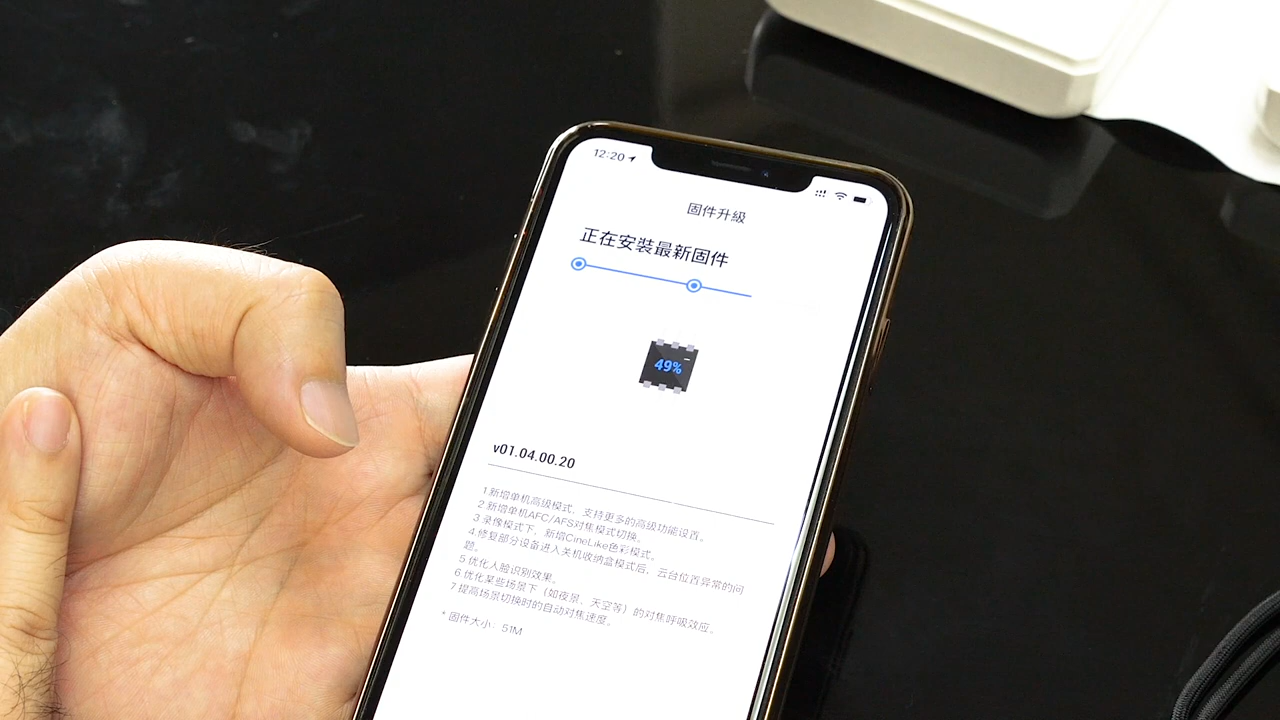 12:20
固件升級
正在安裝最新固件
49%
v01.04.00.20
1.新增单机高级模式，支持更多的高级功能设置。
2.新增单机AFC/AFS对焦模式切换。
3.录像模式下，新增CineLike色彩模式。
4.修复部分设备进入关机收纳盒模式后，云台位置异常的问
题。
5.优化人脸识别效果。
6.优化某些场景下（如夜景、天空等）的对焦呼吸效应。
7.提高场景切换时的自动对焦速度。
* 固件大小：51M